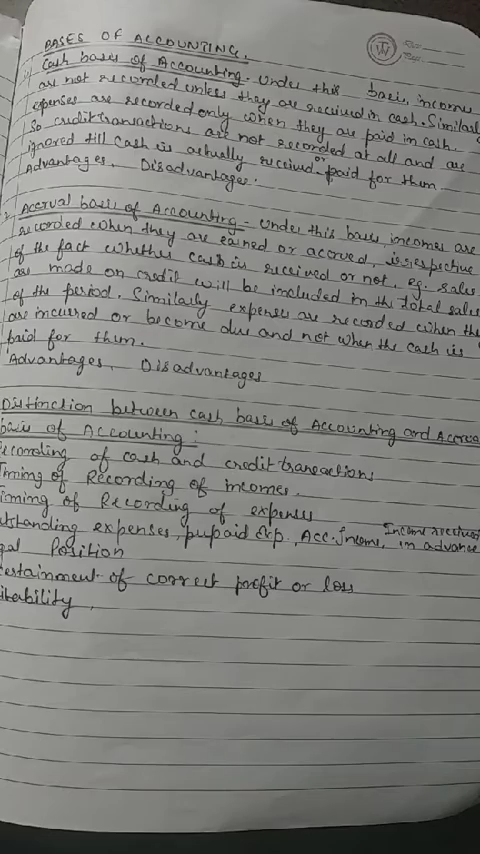 BASES OF ACCOUNTING.
Cash basis of Accounting - Under this basis, incomes
are not recorded unless they are received in cash. Similarly
expenses are recorded only when they are paid in cash.
So credit transactions are not recorded at all and are
ignored till cash is actually received or paid for them.
Advantages, Disadvantages.
Accrual basis of Accounting - Under this basis incomes are
recorded when they are earned or accrued, irrespective
of the fact whether cash is received or not. eg. sales
are made on credit will be included in the total sales
of the period. Similarly expenses are recorded when the
are incurred or become due and not when the cash is
paid for them.
Advantages, Disadvantages
Distinction between cash basis of Accounting and Accrua
basis of Accounting:
Recording of cash and credit transactions
Timing of Recording of incomes.
Timing of Recording of expenses
utstanding expenses, prepaid Exp., Acc. Income, Income received in advance
gal Position
certainment of correct profit or loss
itability.